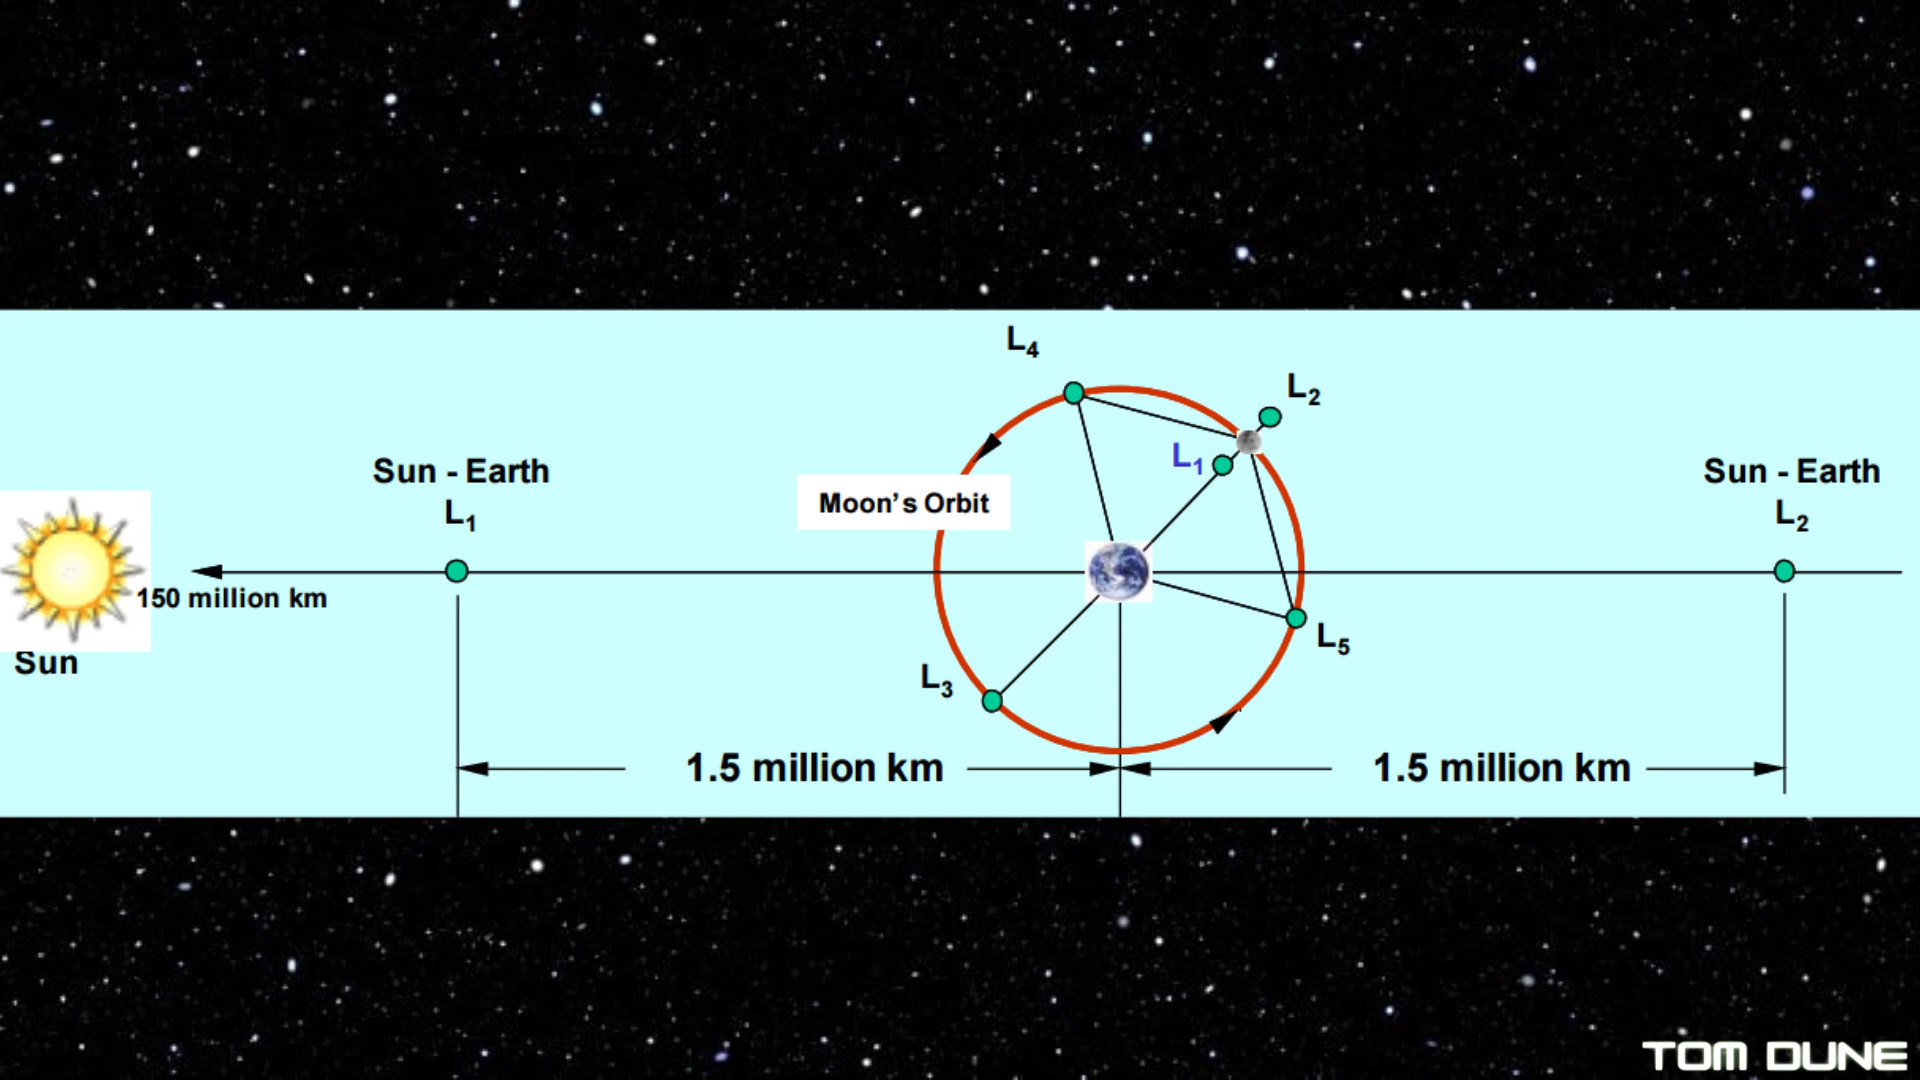 L4
L2
L1
Sun - Earth
L1
Sun - Earth
L2
Moon's Orbit
150 million km
Sun
L5
L3
1.5 million km
1.5 million km
TOM DUNE